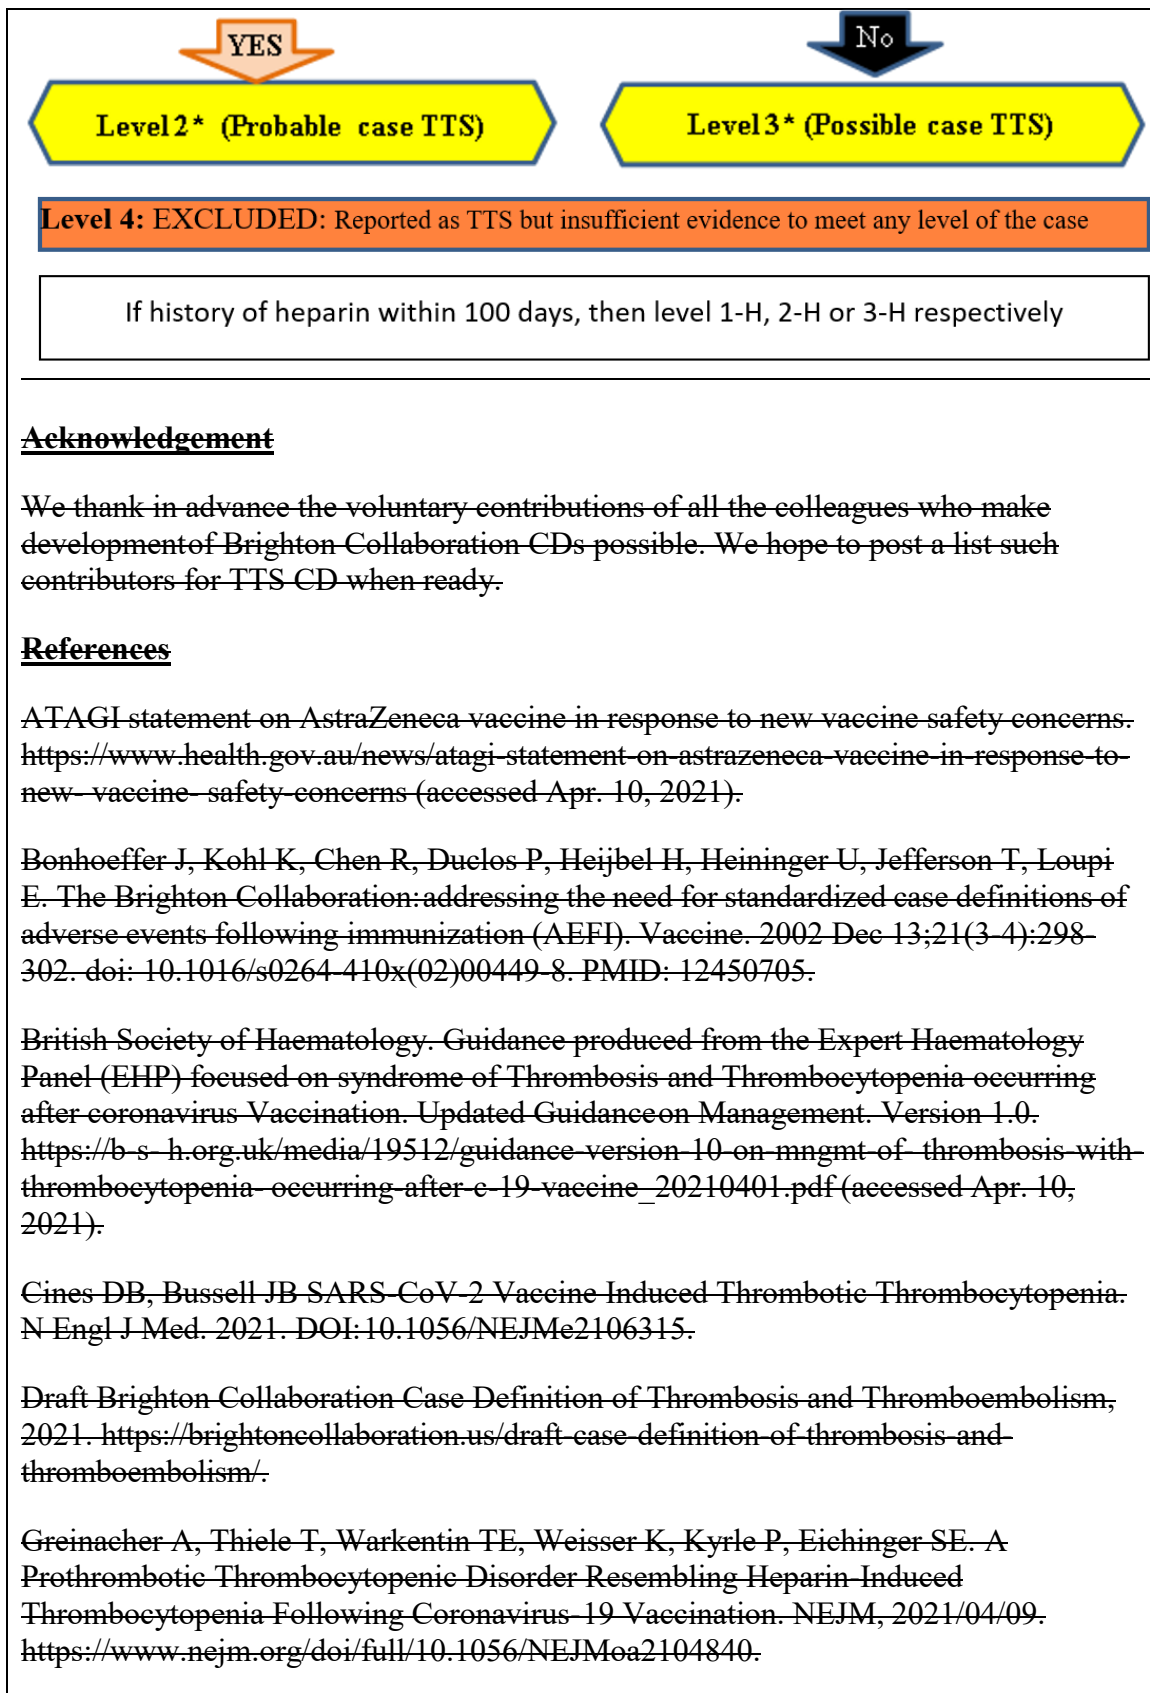 YES
No
Level 2* (Probable case TTS)
Level 3* (Possible case TTS)
Level 4: EXCLUDED: Reported as TTS but insufficient evidence to meet any level of the case
If history of heparin within 100 days, then level 1-H, 2-H or 3-H respectively
Acknowledgement
We thank in advance the voluntary contributions of all the colleagues who make
developmentof Brighton Collaboration CDs possible. We hope to post a list such
contributors for TTS CD when ready.
References
ATAGI statement on AstraZeneca vaccine in response to new vaccine safety concerns.
https://www.health.gov.au/news/atagi-statement-on-astrazeneca-vaccine-in-response-to-
new- vaccine- safety-concerns (accessed Apr. 10, 2021).
Bonhoeffer J, Kohl K, Chen R, Duclos P, Heijbel H, Heininger U, Jefferson T, Loupi
E. The Brighton Collaboration:addressing the need for standardized case definitions of
adverse events following immunization (AEFI). Vaccine. 2002 Dec 13;21(3-4):298-
302. doi: 10.1016/s0264-410x(02)00449-8. PMID: 12450705.
British Society of Haematology. Guidance produced from the Expert Haematology
Panel (EHP) focused on syndrome of Thrombosis and Thrombocytopenia occurring
after coronavirus Vaccination. Updated Guidanceon Management. Version 1.0.
https://b-s- h.org.uk/media/19512/guidance-version-10-on-mngmt-of- thrombosis-with-
thrombocytopenia- occurring-after-c-19-vaccine_20210401.pdf (accessed Apr. 10,
2021).
Cines DB, Bussell JB SARS-CoV-2 Vaccine Induced Thrombotic Thrombocytopenia.
N Engl J Med. 2021. DOI:10.1056/NEJMe2106315.
Draft Brighton Collaboration Case Definition of Thrombosis and Thromboembolism,
2021. https://brightoncollaboration.us/draft-case-definition-of-thrombosis-and-
thromboembolism/.
Greinacher A, Thiele T, Warkentin TE, Weisser K, Kyrle P, Eichinger SE. A
Prothrombotic Thrombocytopenic Disorder Resembling Heparin-Induced
Thrombocytopenia Following Coronavirus-19 Vaccination. NEJM, 2021/04/09.
https://www.nejm.org/doi/full/10.1056/NEJMoa2104840.